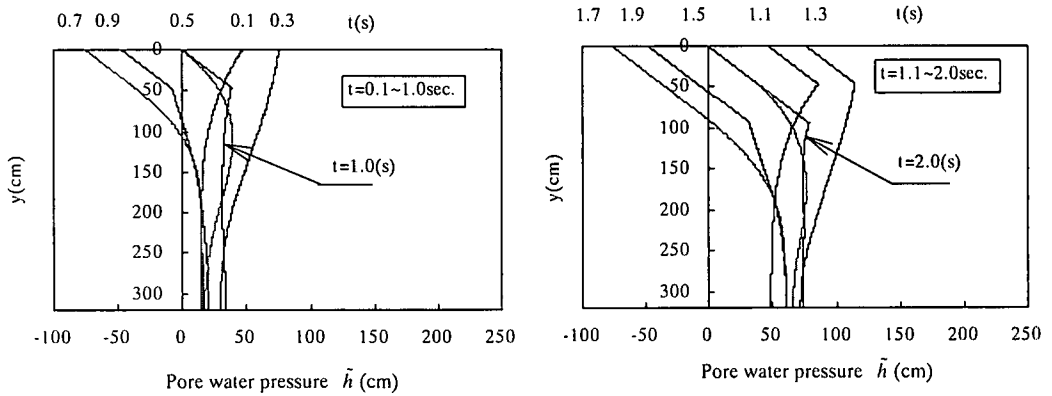 0.7 0.9 0.5 0.1 0.3 t(s)
0
50
100
150
200
250
300
y(cm)
t=0.1~1.0sec.
t=1.0(s)
-100 -50 0 50 100 150 200 250
Pore water pressure h̃ (cm)
1.7 1.9 1.5 1.1 1.3 t(s)
0
50
100
150
200
250
300
y(cm)
t=1.1~2.0sec.
t=2.0(s)
-100 -50 0 50 100 150 200 250
Pore water pressure h̃ (cm)